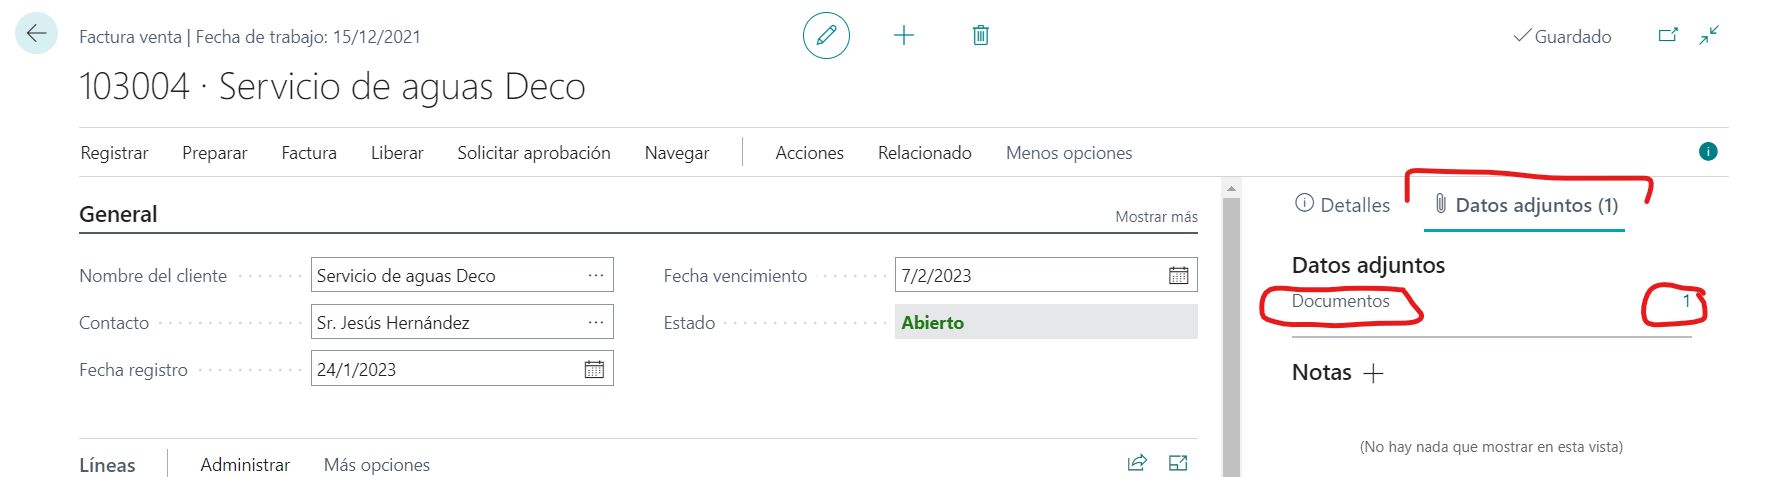 Factura venta | Fecha de trabajo: 15/12/2021
Guardado
103004 · Servicio de aguas Deco
Registrar Preparar Factura Liberar Solicitar aprobación Navegar Acciones Relacionado Menos opciones
General
Mostrar más
Nombre del cliente Servicio de aguas Deco
Contacto Sr. Jesús Hernández
Fecha registro 24/1/2023
Fecha vencimiento 7/2/2023
Estado Abierto
Líneas Administrar Más opciones
Detalles Datos adjuntos (1)
Datos adjuntos
Documentos 1
Notas
(No hay nada que mostrar en esta vista)